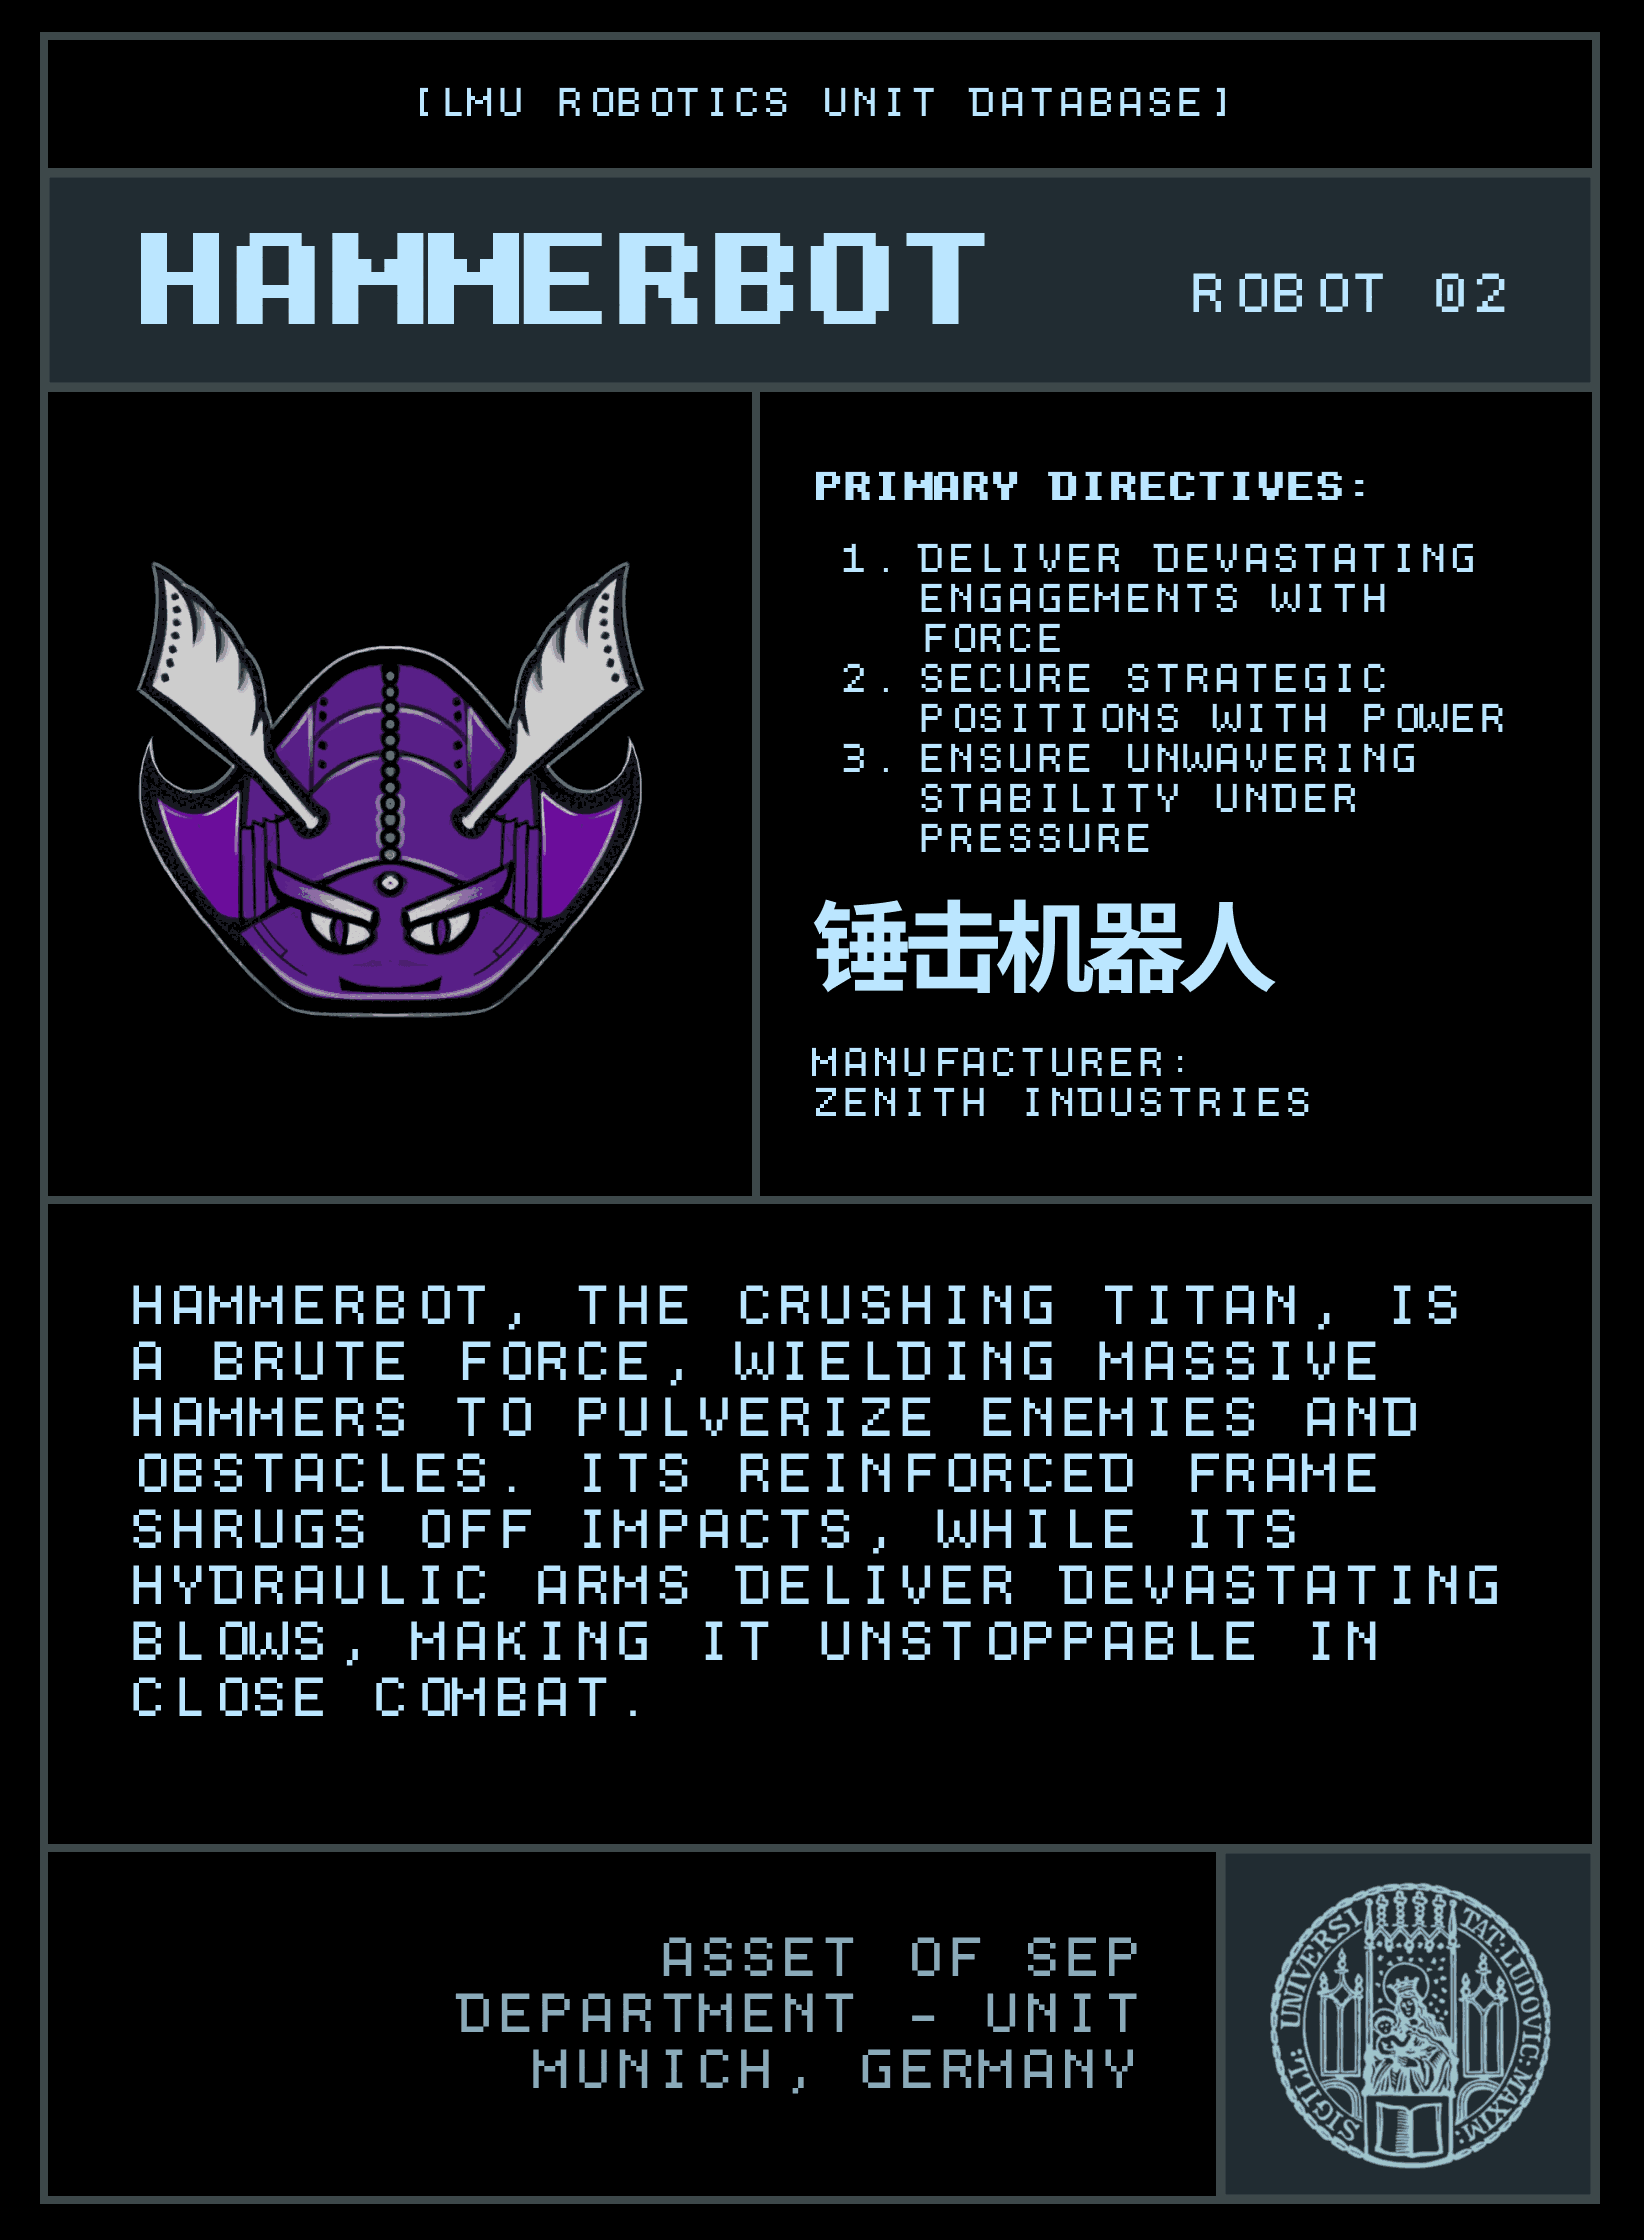 [LMU ROBOTICS UNIT DATABASE]
HAMMERBOT
ROBOT 02
PRIMARY DIRECTIVES:
1. DELIVER DEVASTATING
ENGAGEMENTS WITH
FORCE
2. SECURE STRATEGIC
POSITIONS WITH POWER
3. ENSURE UNWAVERING
STABILITY UNDER
PRESSURE
锤击机器人
MANUFACTURER:
ZENITH INDUSTRIES
HAMMERBOT, THE CRUSHING TITAN, IS
A BRUTE FORCE, WIELDING MASSIVE
HAMMERS TO PULVERIZE ENEMIES AND
OBSTACLES. ITS REINFORCED FRAME
SHRUGS OFF IMPACTS, WHILE ITS
HYDRAULIC ARMS DELIVER DEVASTATING
BLOWS, MAKING IT UNSTOPPABLE IN
CLOSE COMBAT.
ASSET OF SEP
DEPARTMENT - UNIT
MUNICH, GERMANY
SIGILT: UNIVERSITAT: LUDOVIC: MAXIM: